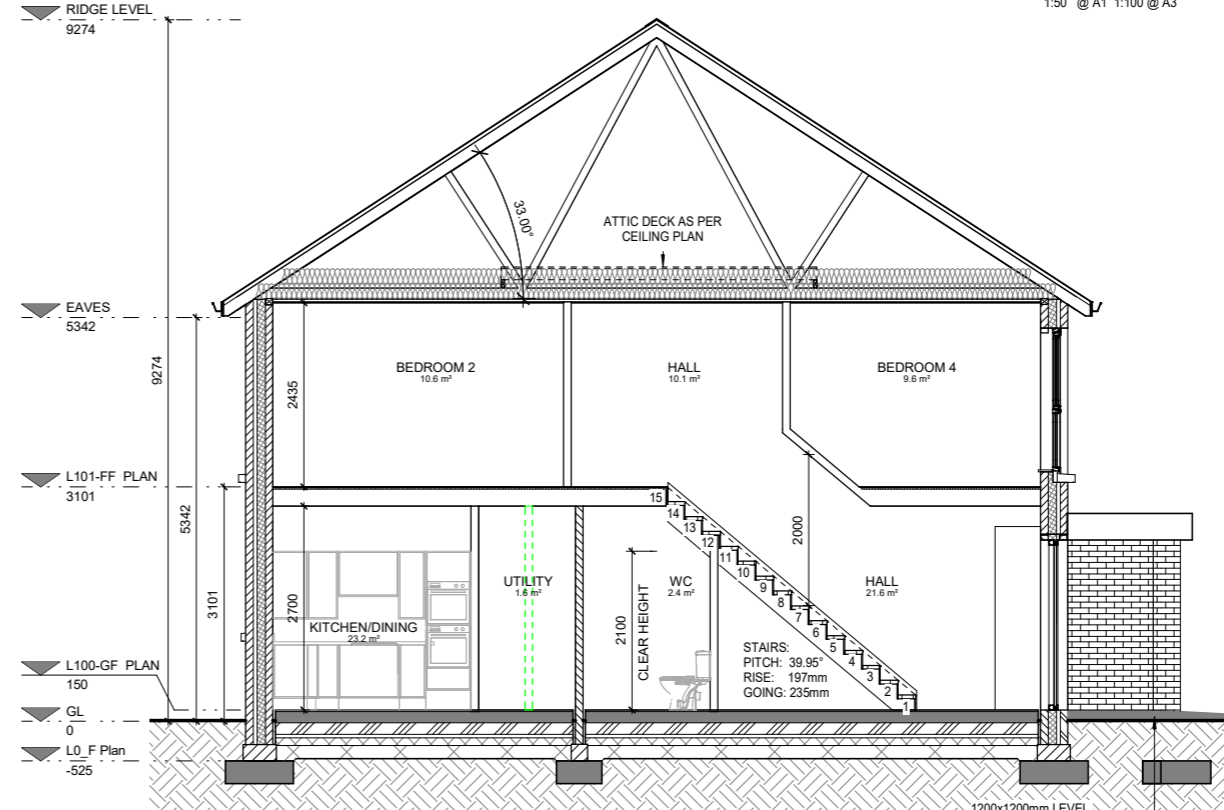 1:50 @ A1 1:100 @ A3
RIDGE LEVEL
9274
33.00°
ATTIC DECK AS PER
CEILING PLAN
EAVES
5342
9274
2435
BEDROOM 2
10.6 m²
HALL
10.1 m²
BEDROOM 4
9.6 m²
L101-FF PLAN
3101
5342
15
14
13
12
11
10
9
8
7
6
5
4
3
2
1
2000
3101
2700
UTILITY
1.6 m²
2100
CLEAR HEIGHT
WC
2.4 m²
HALL
21.6 m²
KITCHEN/DINING
23.2 m²
STAIRS:
PITCH: 39.95°
RISE: 197mm
GOING: 235mm
L100-GF PLAN
150
GL
0
L0_F Plan
-525
1200x1200mm LEVEL